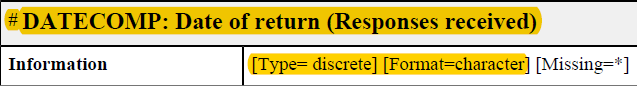 # DATECOMP: Date of return (Responses received)
Information [Type= discrete] [Format=character] [Missing=*]